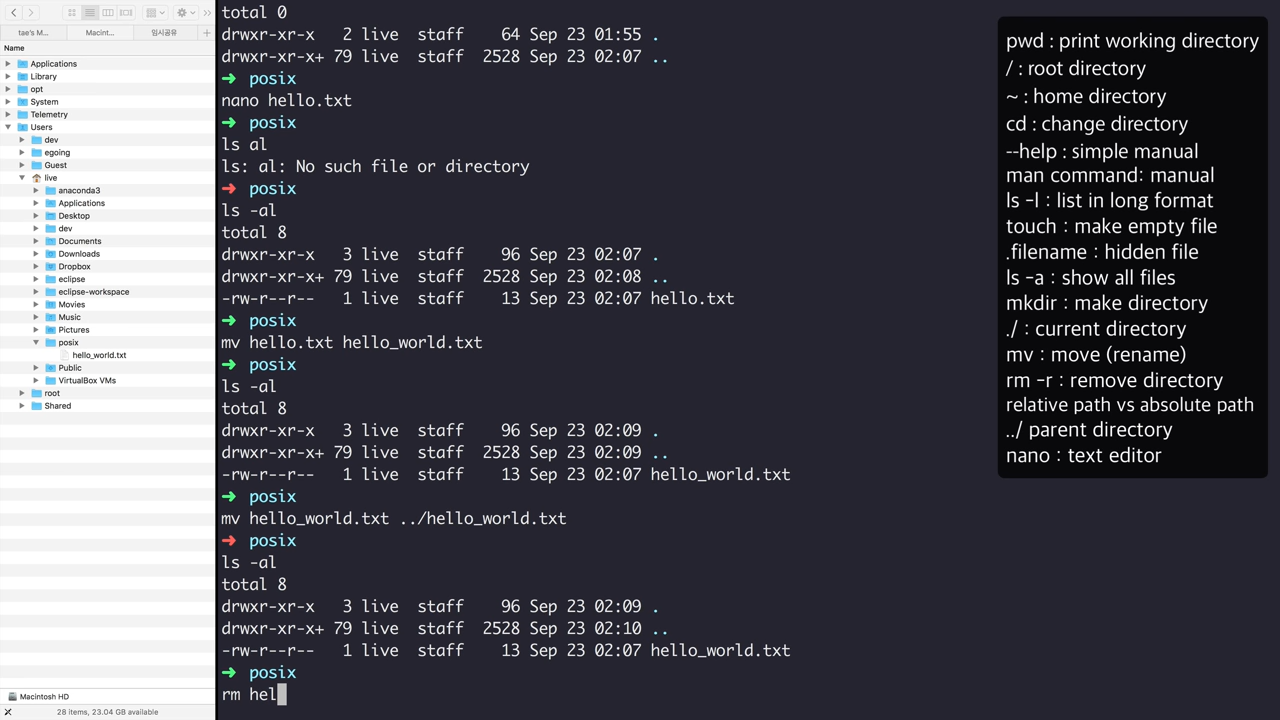 tae's M...
Macint...
임시공유
Name
Applications
Library
opt
System
Telemetry
Users
dev
egoing
Guest
live
anaconda3
Applications
Desktop
dev
Documents
Downloads
Dropbox
eclipse
eclipse-workspace
Movies
Music
Pictures
posix
hello_world.txt
Public
VirtualBox VMs
root
Shared
Macintosh HD
28 items, 23.04 GB available
total 0
drwxr-xr-x   2 live  staff    64 Sep 23 01:55 .
drwxr-xr-x+ 79 live  staff  2528 Sep 23 02:07 ..
➜  posix
nano hello.txt
➜  posix
ls al
ls: al: No such file or directory
➜  posix
ls -al
total 8
drwxr-xr-x   3 live  staff    96 Sep 23 02:07 .
drwxr-xr-x+ 79 live  staff  2528 Sep 23 02:08 ..
-rw-r--r--   1 live  staff    13 Sep 23 02:07 hello.txt
➜  posix
mv hello.txt hello_world.txt
➜  posix
ls -al
total 8
drwxr-xr-x   3 live  staff    96 Sep 23 02:09 .
drwxr-xr-x+ 79 live  staff  2528 Sep 23 02:09 ..
-rw-r--r--   1 live  staff    13 Sep 23 02:07 hello_world.txt
➜  posix
mv hello_world.txt ../hello_world.txt
➜  posix
ls -al
total 8
drwxr-xr-x   3 live  staff    96 Sep 23 02:09 .
drwxr-xr-x+ 79 live  staff  2528 Sep 23 02:10 ..
-rw-r--r--   1 live  staff    13 Sep 23 02:07 hello_world.txt
➜  posix
rm hel
pwd : print working directory
/ : root directory
~ : home directory
cd : change directory
--help : simple manual
man command: manual
ls -l : list in long format
touch : make empty file
.filename : hidden file
ls -a : show all files
mkdir : make directory
./ : current directory
mv : move (rename)
rm -r : remove directory
relative path vs absolute path
../ parent directory
nano : text editor